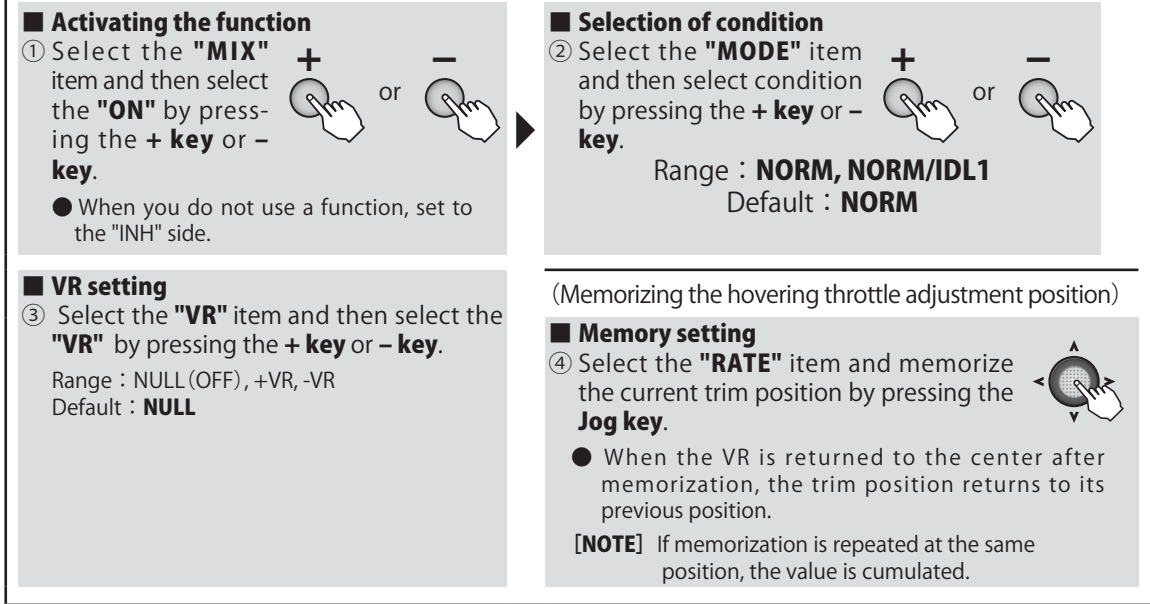 ■ Activating the function
① Select the "MIX"
item and then select
the "ON" by press-
ing the + key or –
key.
+ or –
● When you do not use a function, set to
the "INH" side.
■ Selection of condition
② Select the "MODE" item
and then select condition
by pressing the + key or –
key.
+ or –
Range：NORM, NORM/IDL1
Default：NORM
■ VR setting
③ Select the "VR" item and then select the
"VR" by pressing the + key or – key.
Range：NULL(OFF), +VR, -VR
Default：NULL
(Memorizing the hovering throttle adjustment position)
■ Memory setting
④ Select the "RATE" item and memorize
the current trim position by pressing the
Jog key.
● When the VR is returned to the center after
memorization, the trim position returns to its
previous position.
[NOTE] If memorization is repeated at the same
position, the value is cumulated.